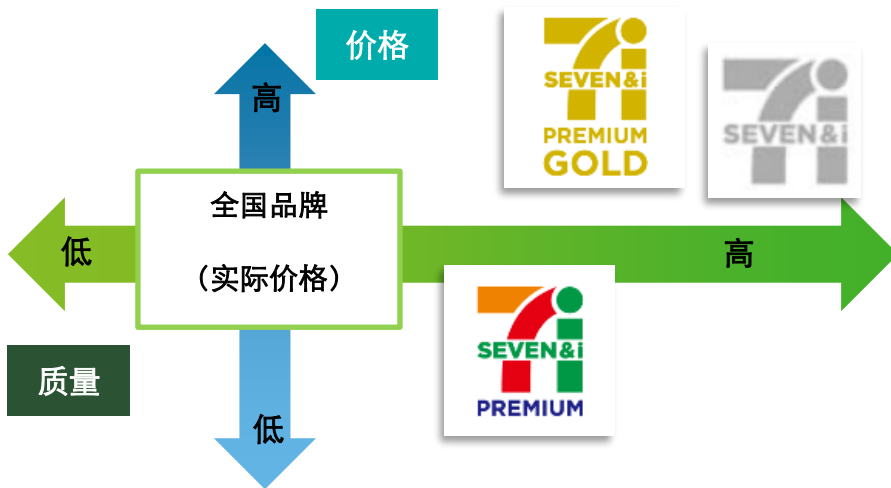 价格
高
SEVEN&i
PREMIUM
GOLD
SEVEN&i
全国品牌
（实际价格）
低
高
SEVEN&i
PREMIUM
质量
低